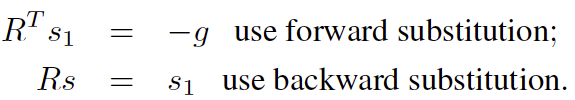 R^T s_1 = −g use forward substitution;
Rs = s_1 use backward substitution.